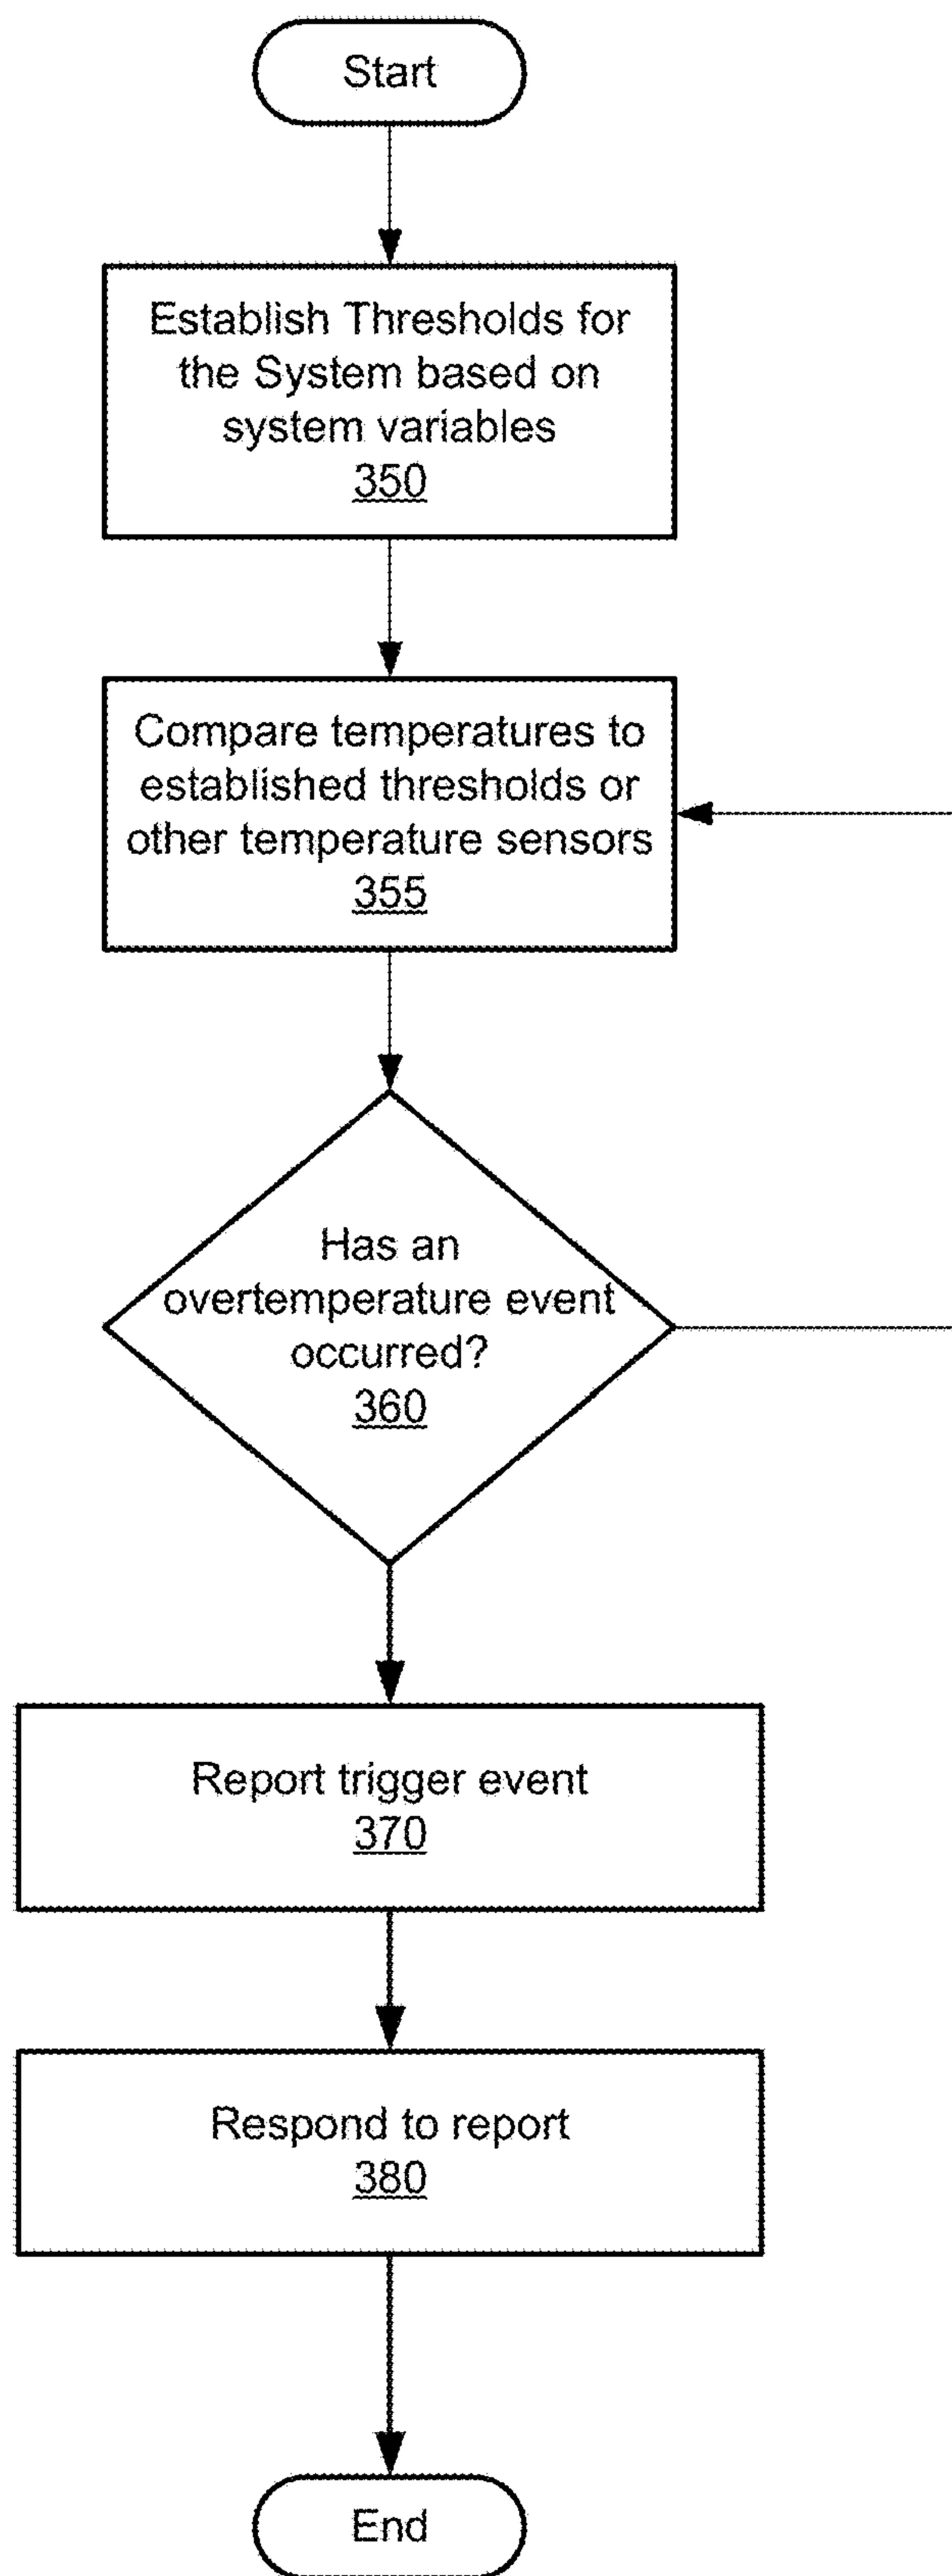 Start
Establish Thresholds for
the System based on
system variables
350
Compare temperatures to
established thresholds or
other temperature sensors
355
Has an
overtemperature event
occurred?
360
Report trigger event
370
Respond to report
380
End